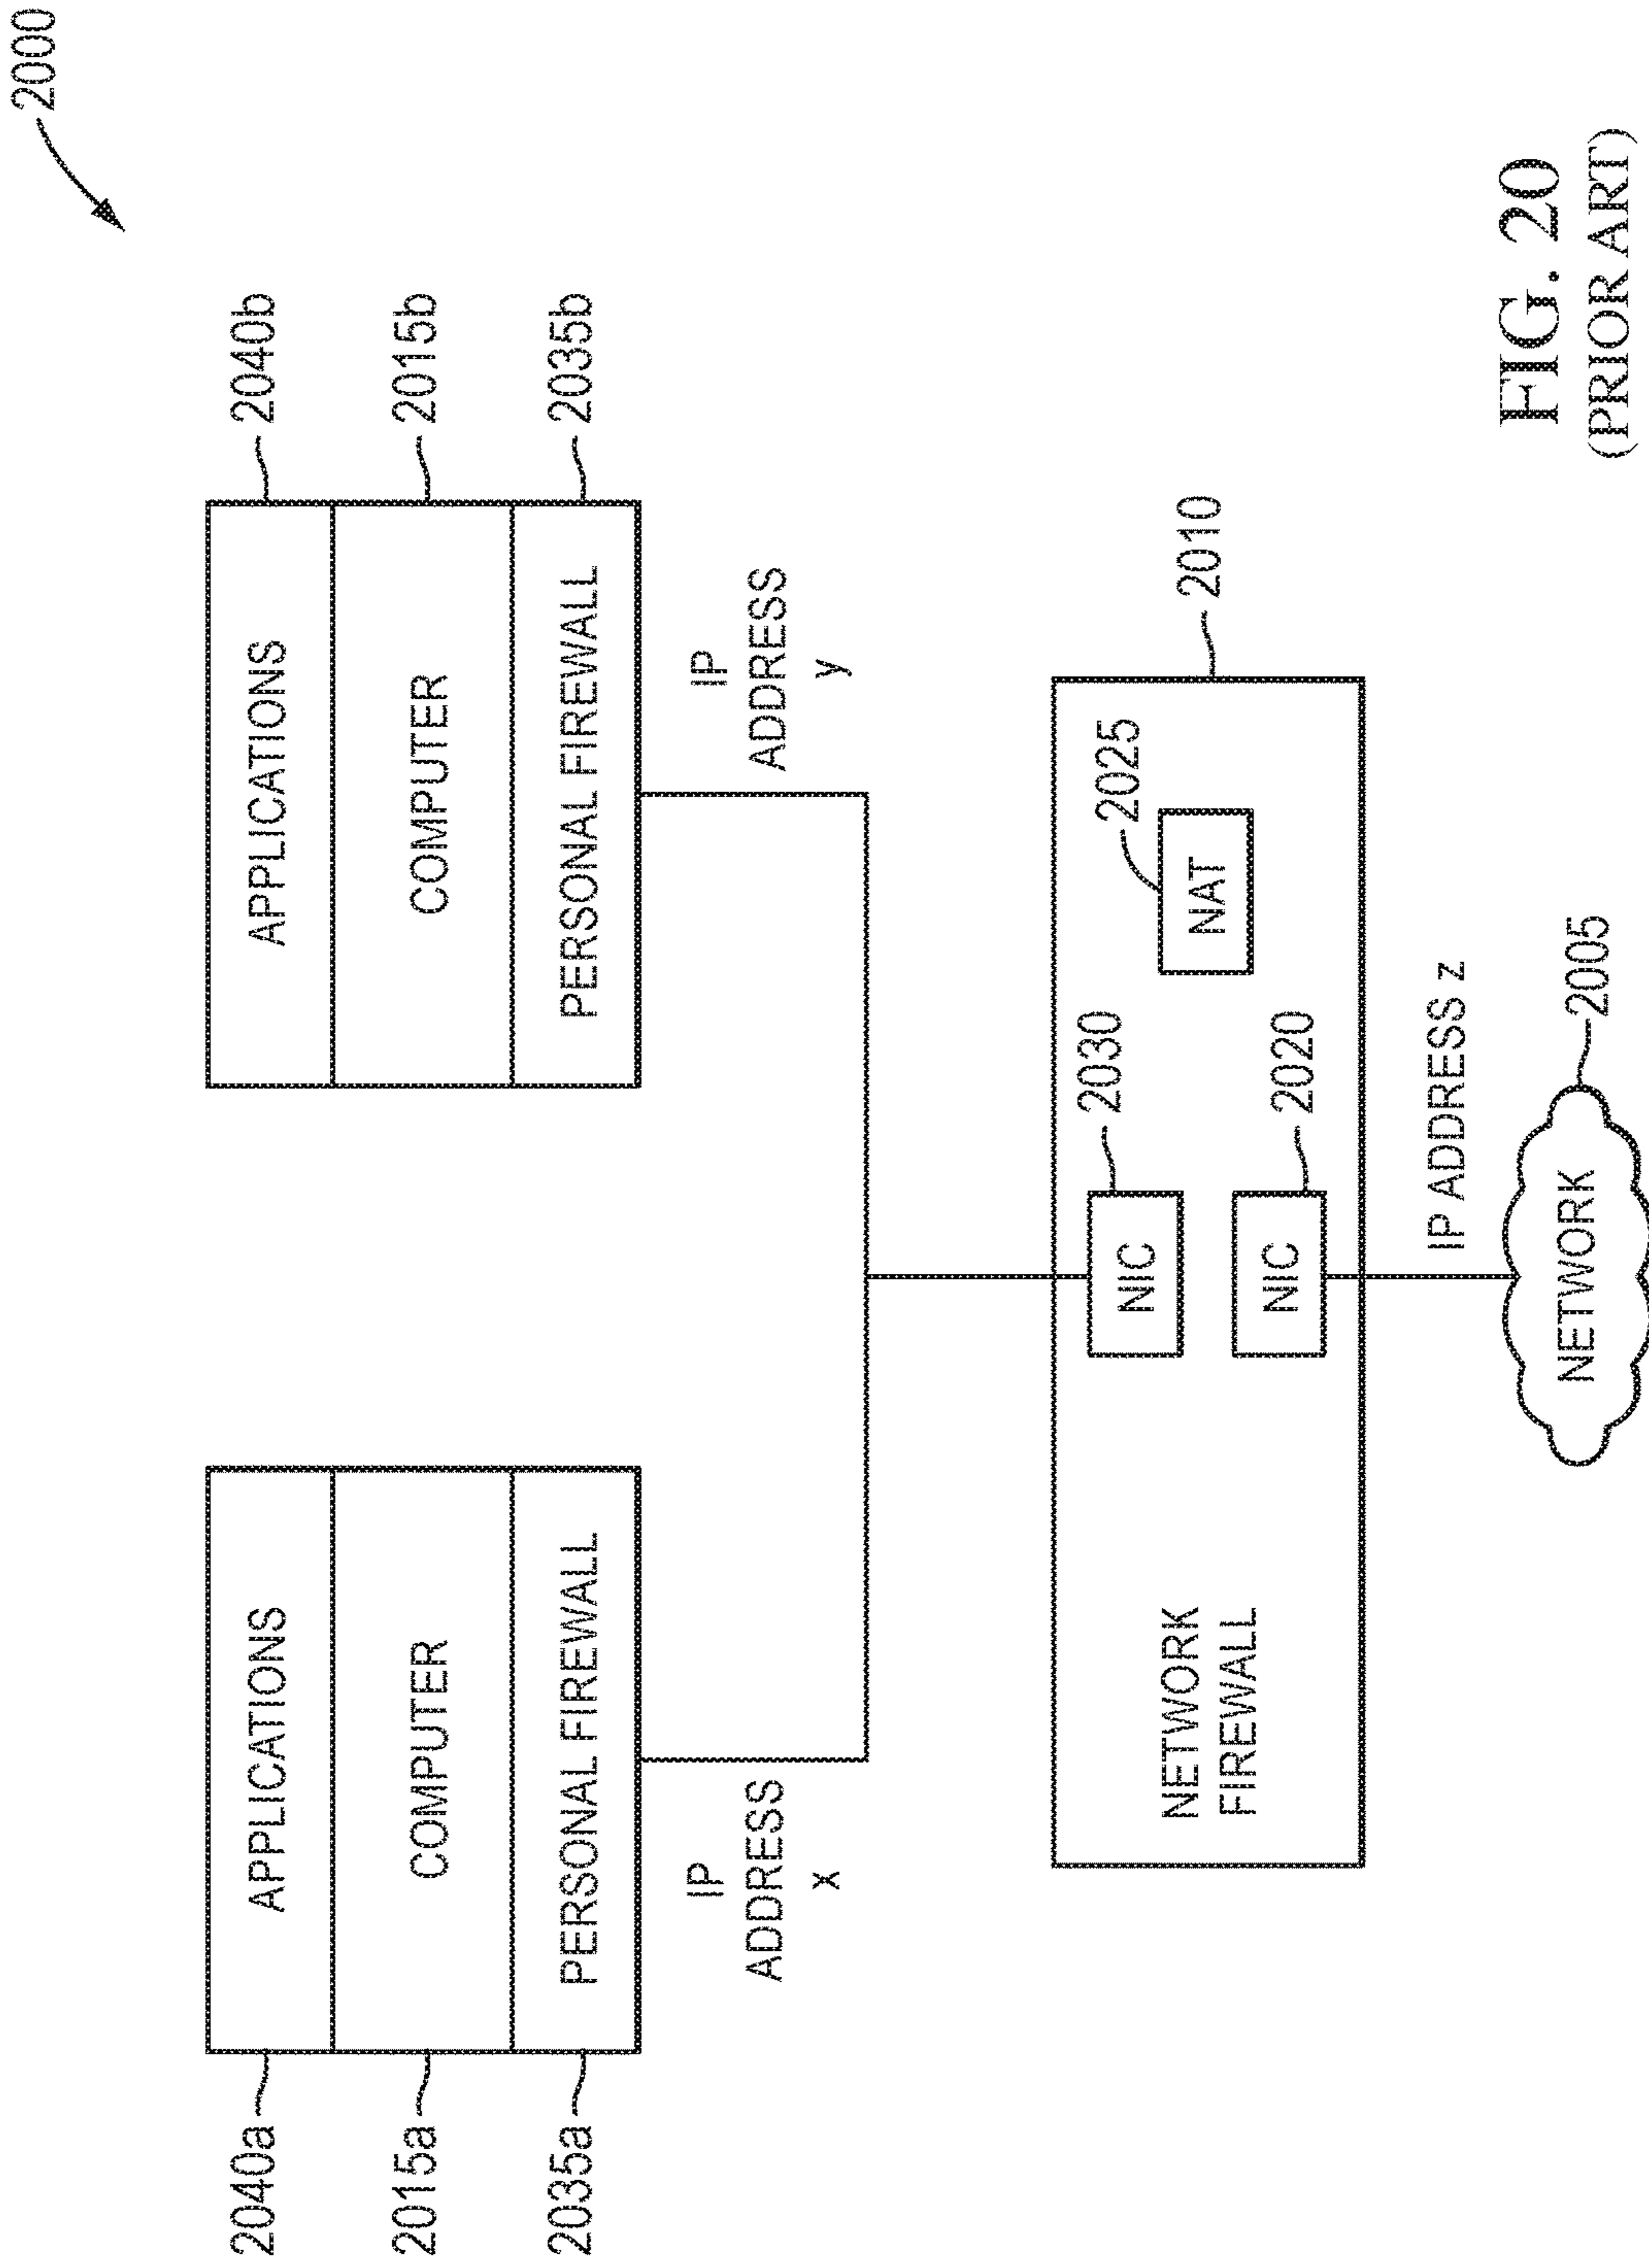 2000
2040a
APPLICATIONS
2015a
COMPUTER
2035a
PERSONAL FIREWALL
APPLICATIONS
2040b
COMPUTER
2015b
PERSONAL FIREWALL
2035b
IP
ADDRESS
x
IP
ADDRESS
y
2010
NETWORK
FIREWALL
NIC
2030
NIC
2020
NAT
2025
IP ADDRESS z
NETWORK
2005
FIG. 20
(PRIOR ART)